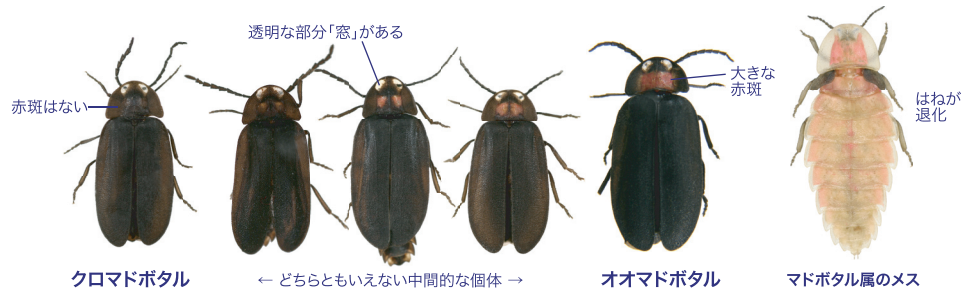 透明な部分「窓」がある
赤斑はない
大きな
赤斑
はねが
退化
クロマドボタル
← どちらともいえない中間的な個体 →
オオマドボタル
マドボタル属のメス